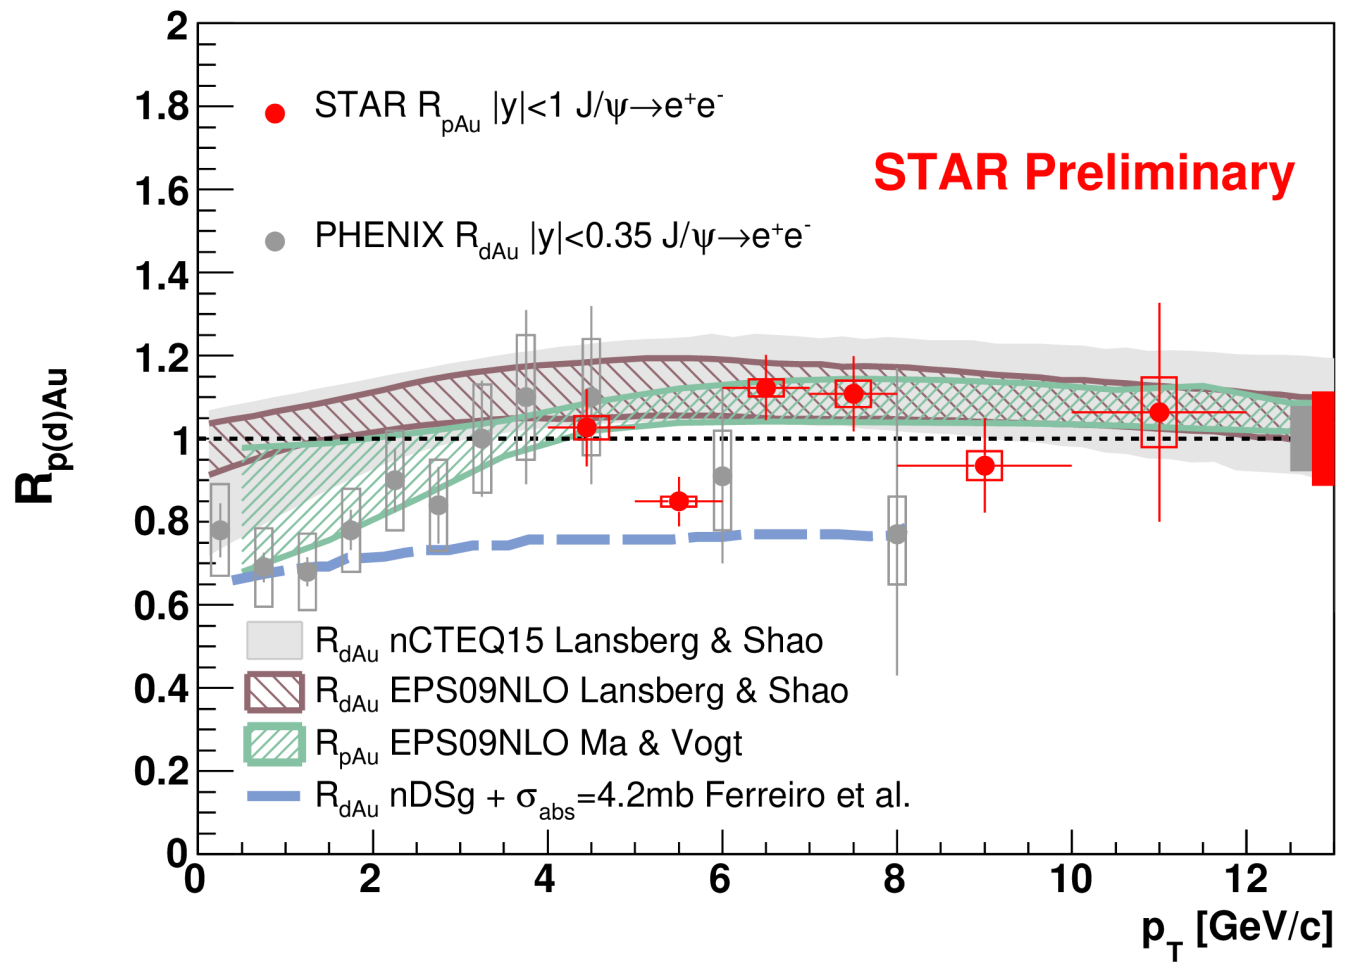 R_p(d)Au
2
1.8
1.6
1.4
1.2
1
0.8
0.6
0.4
0.2
0
STAR R_pAu |y|<1 J/ψ→e⁺e⁻
STAR Preliminary
PHENIX R_dAu |y|<0.35 J/ψ→e⁺e⁻
R_dAu nCTEQ15 Lansberg & Shao
R_dAu EPS09NLO Lansberg & Shao
R_pAu EPS09NLO Ma & Vogt
R_dAu nDSg + σ_abs=4.2mb Ferreiro et al.
0 2 4 6 8 10 12
p_T [GeV/c]